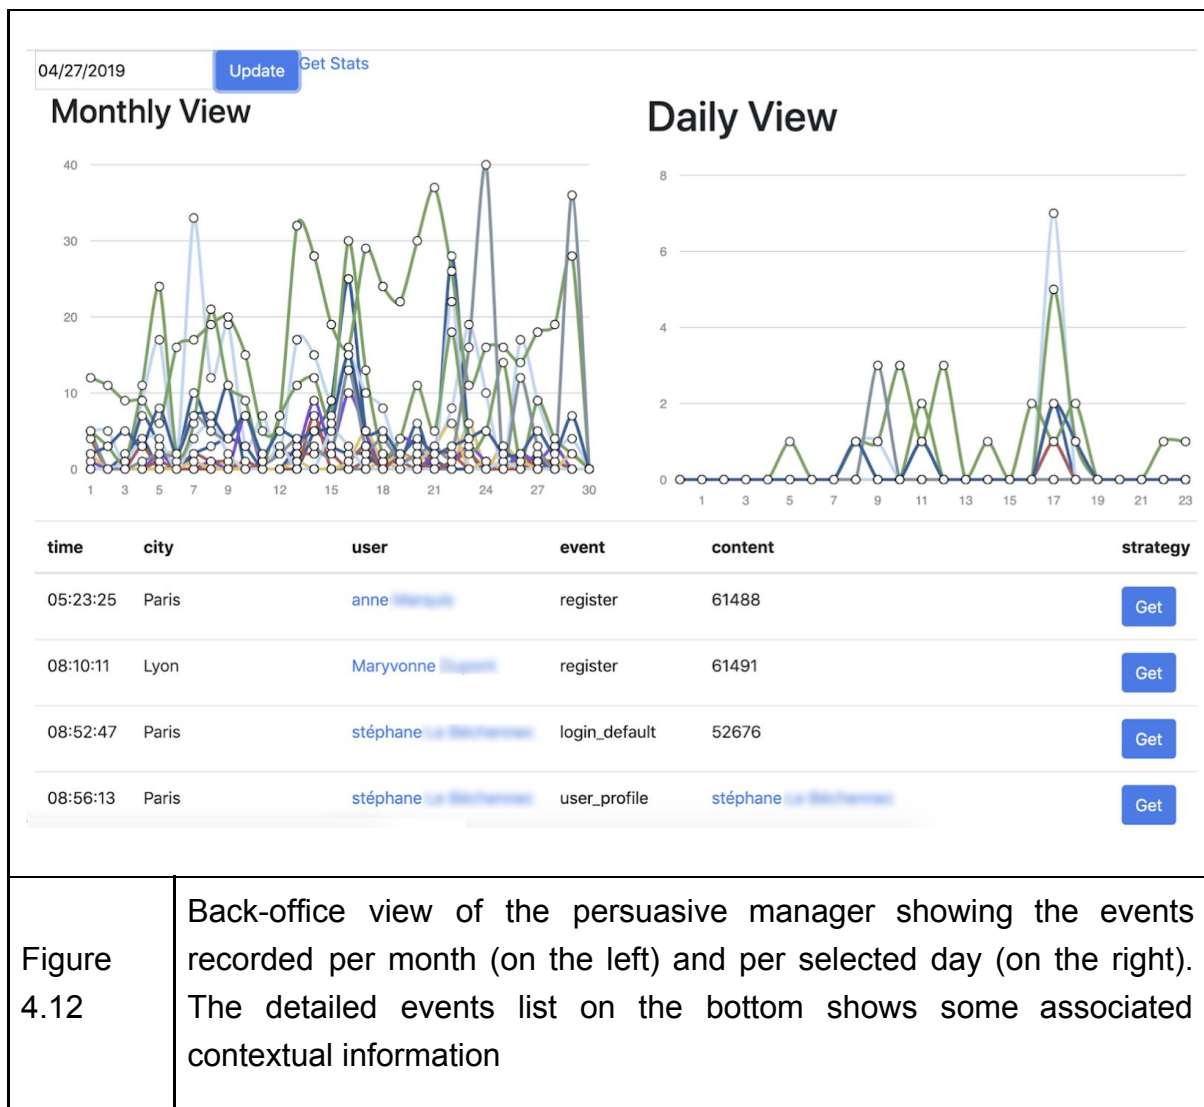 04/27/2019 Update Get Stats
Monthly View
Daily View
40
30
20
10
0
1 3 5 7 9 12 15 18 21 24 27 30
8
6
4
2
0
1 3 5 7 9 11 13 15 17 19 21 23
time city user event content strategy
05:23:25 Paris anne register 61488 Get
08:10:11 Lyon Maryvonne register 61491 Get
08:52:47 Paris stéphane login_default 52676 Get
08:56:13 Paris stéphane user_profile stéphane Get
Figure
4.12
Back-office view of the persuasive manager showing the events
recorded per month (on the left) and per selected day (on the right).
The detailed events list on the bottom shows some associated
contextual information